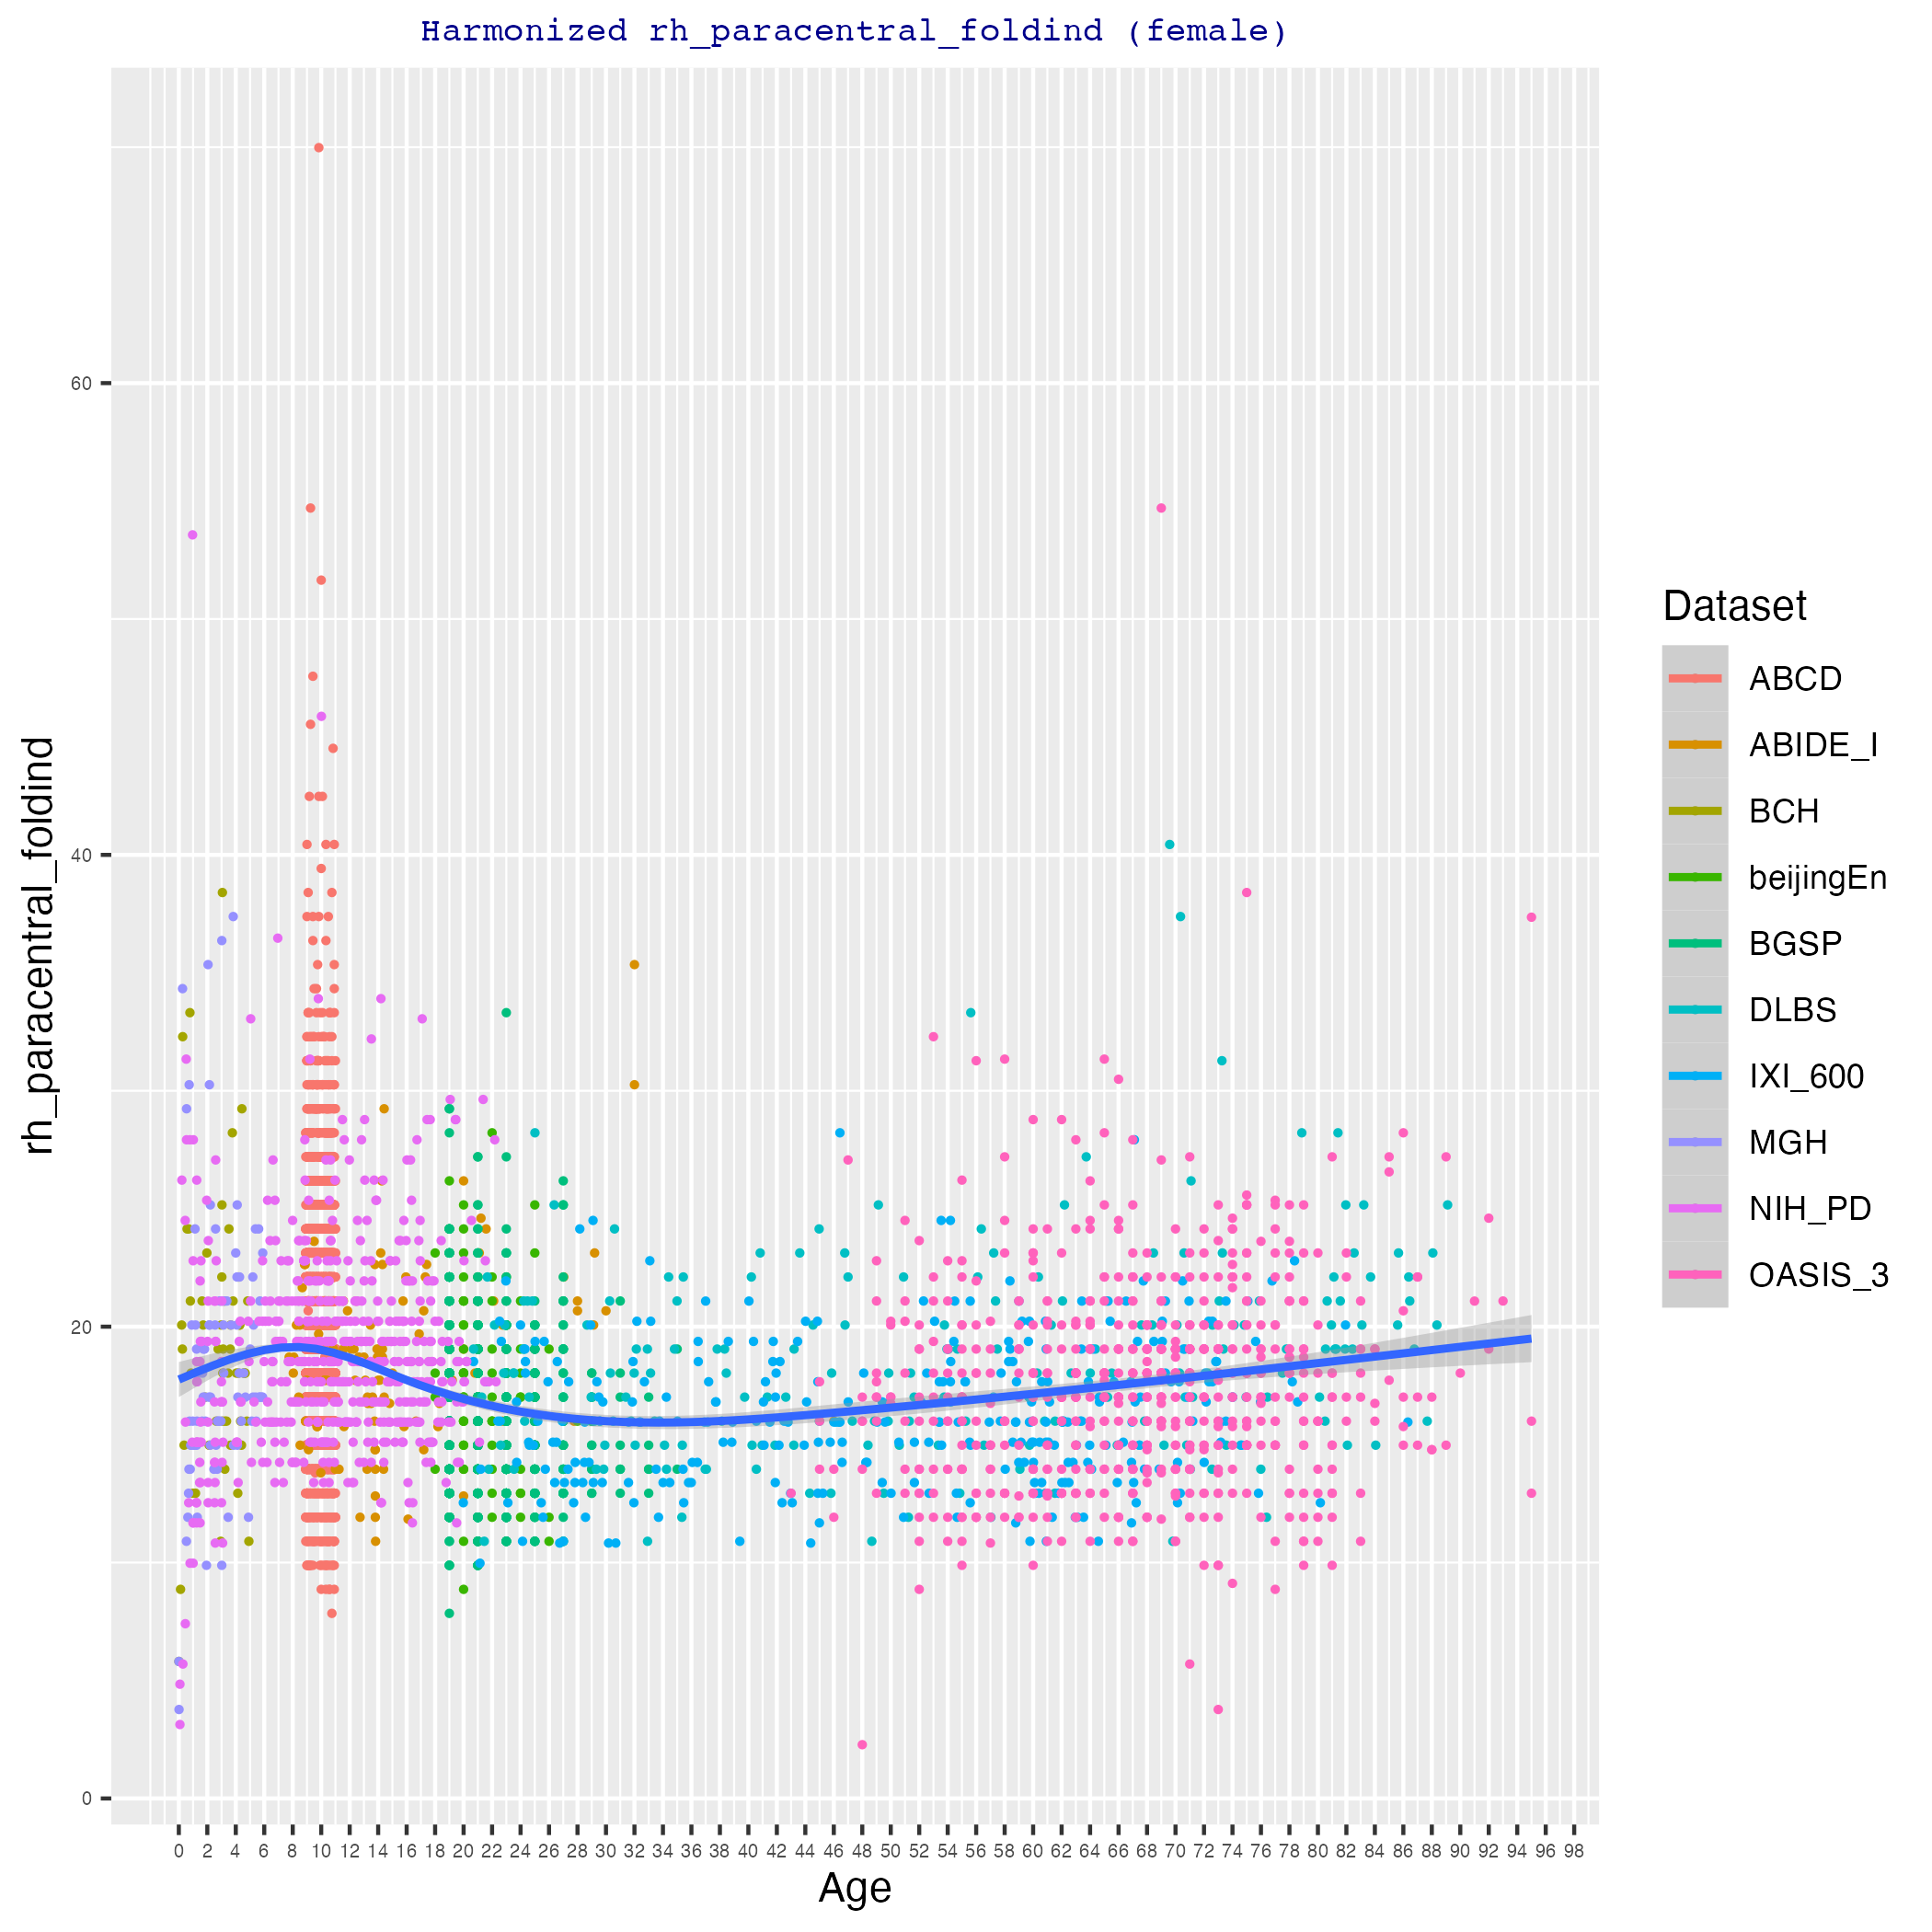 Harmonized rh_paracentral_foldind (female)
rh_paracentral_foldind
60
40
20
0
0 2 4 6 8 10 12 14 16 18 20 22 24 26 28 30 32 34 36 38 40 42 44 46 48 50 52 54 56 58 60 62 64 66 68 70 72 74 76 78 80 82 84 86 88 90 92 94 96 98
Age
Dataset
ABCD
ABIDE_I
BCH
beijingEn
BGSP
DLBS
IXI_600
MGH
NIH_PD
OASIS_3